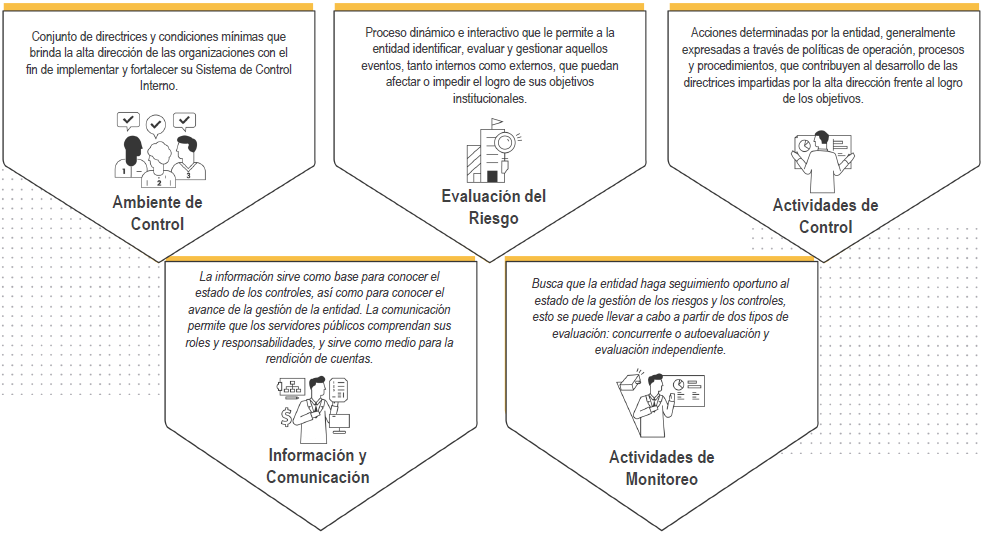 Conjunto de directrices y condiciones mínimas que
brinda la alta dirección de las organizaciones con el
fin de implementar y fortalecer su Sistema de Control
Interno.
1
2
3
Ambiente de
Control
Proceso dinámico e interactivo que le permite a la
entidad identificar, evaluar y gestionar aquellos
eventos, tanto internos como externos, que puedan
afectar o impedir el logro de sus objetivos
institucionales.
Evaluación del
Riesgo
Acciones determinadas por la entidad, generalmente
expresadas a través de políticas de operación, procesos
y procedimientos, que contribuyen al desarrollo de las
directrices impartidas por la alta dirección frente al logro
de los objetivos.
Actividades de
Control
La información sirve como base para conocer el
estado de los controles, así como para conocer el
avance de la gestión de la entidad. La comunicación
permite que los servidores públicos comprendan sus
roles y responsabilidades, y sirve como medio para la
rendición de cuentas.
$
Información y
Comunicación
Busca que la entidad haga seguimiento oportuno al
estado de la gestión de los riesgos y los controles,
esto se puede llevar a cabo a partir de dos tipos de
evaluación: concurrente o autoevaluación y
evaluación independiente.
Actividades de
Monitoreo